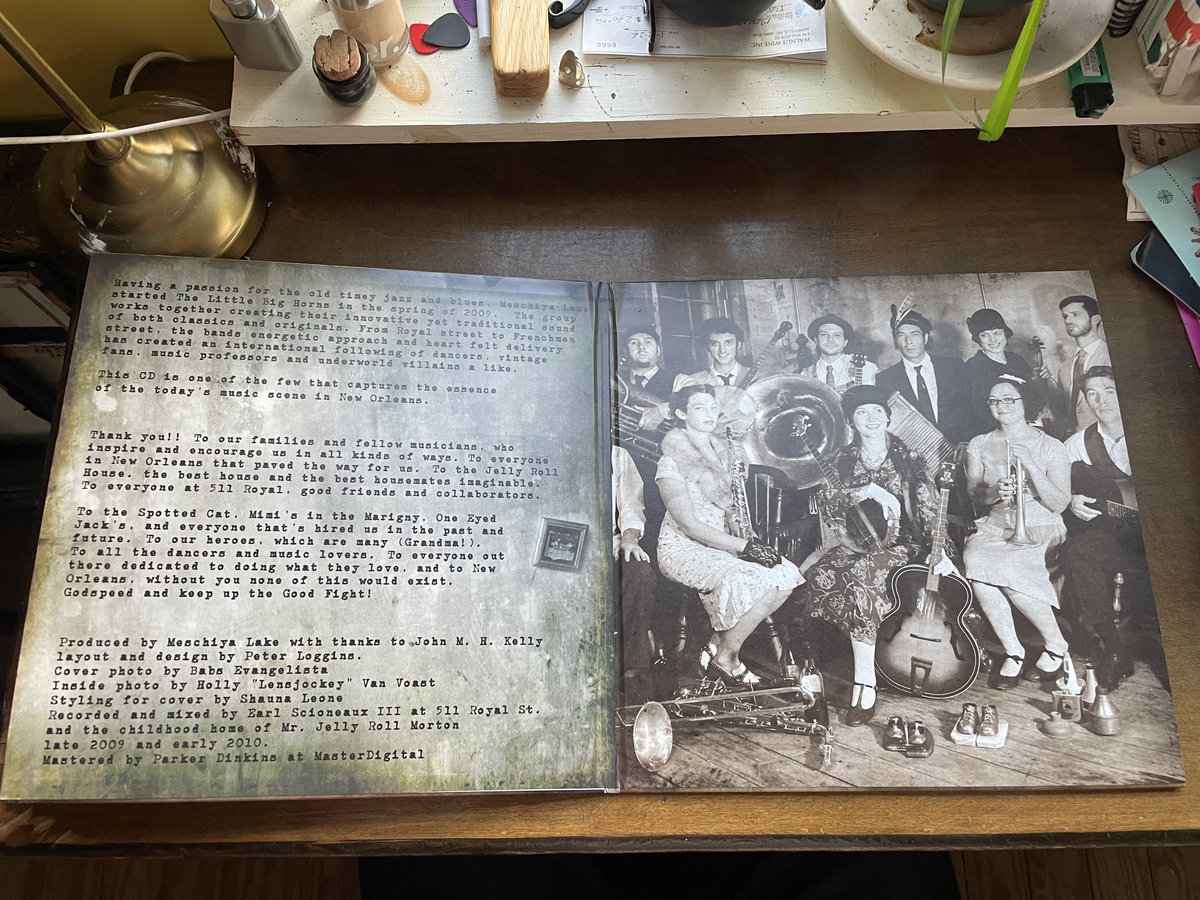 WALNUT WINE INC
6666
Having a passion for the old timey jazz and blues, Meschiya Lake
started The Little Big Horns in the spring of 2009. The group
works together creating their innovative yet traditional sound
of both classics and originals. From Royal street to Frenchmen
street, the bands energetic approach and heart felt delivery
has created an international following of dancers, vintage
fans, music professors and underworld villains a like.
This CD is one of the few that captures the essence
of the today's music scene in New Orleans.
Thank you!! To our families and fellow musicians, who
inspire and encourage us in all kinds of ways. To everyone
in New Orleans that paved the way for us. To the Jelly Roll
House, the best house and the best housemates imaginable.
To everyone at 511 Royal, good friends and collaborators.
To the Spotted Cat, Mimi's in the Marigny, One Eyed
Jack's, and everyone that's hired us in the past and
future. To our heroes, which are many (Grandma!).
To all the dancers and music lovers. To everyone out
there dedicated to doing what they love, and to New
Orleans, without you none of this would exist.
Godspeed and keep up the Good Fight!
Produced by Meschiya Lake with thanks to John M. H. Kelly
layout and design by Peter Loggins.
Cover photo by Babs Evangelista
Inside photo by Holly "Lensjockey" Van Voast
Styling for cover by Shauna Leone
Recorded and mixed by Earl Scioneaux III at 511 Royal St.
and the childhood home of Mr. Jelly Roll Morton
late 2009 and early 2010.
Mastered by Parker Dinkins at MasterDigital